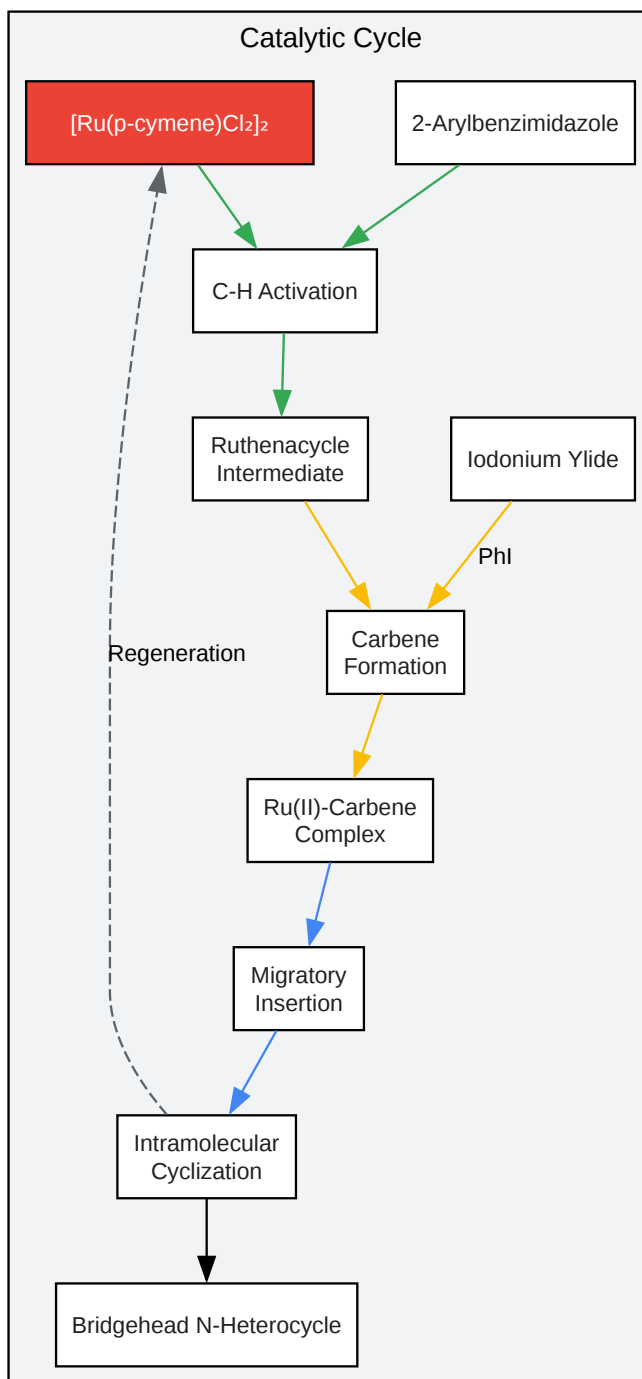 Catalytic Cycle
[Ru(p-cymene)Cl₂]₂
2-Arylbenzimidazole
C-H Activation
Ruthenacycle
Intermediate
Iodonium Ylide
PhI
Carbene
Formation
Regeneration
Ru(II)-Carbene
Complex
Migratory
Insertion
Intramolecular
Cyclization
Bridgehead N-Heterocycle